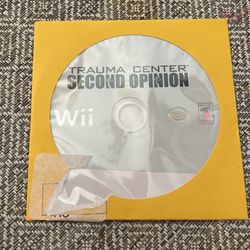 TRAUMA CENTER
SECOND OPINION
Wii